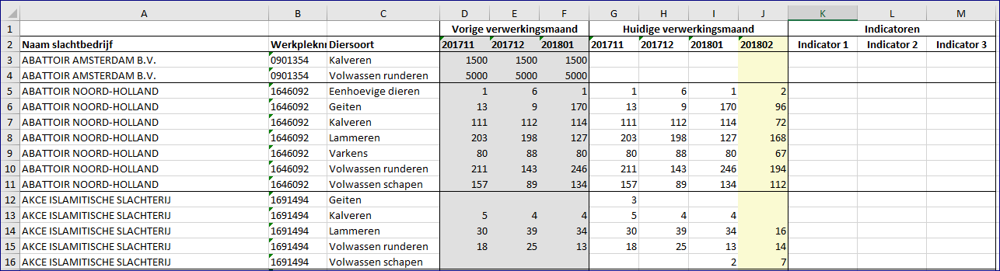 A B C D E F G H I J K L M
1 Vorige verwerkingsmaand Huidige verwerkingsmaand Indicatoren
2 Naam slachtbedrijf Werkplekni Diersoort 201711 201712 201801 201711 201712 201801 201802 Indicator 1 Indicator 2 Indicator 3
3 ABATTOIR AMSTERDAM B.V. 0901354 Kalveren 1500 1500 1500
4 ABATTOIR AMSTERDAM B.V. 0901354 Volwassen runderen 5000 5000 5000
5 ABATTOIR NOORD-HOLLAND 1646092 Eenhoevige dieren 1 6 1 1 6 1 2
6 ABATTOIR NOORD-HOLLAND 1646092 Geiten 13 9 170 13 9 170 96
7 ABATTOIR NOORD-HOLLAND 1646092 Kalveren 111 112 114 111 112 114 72
8 ABATTOIR NOORD-HOLLAND 1646092 Lammeren 203 198 127 203 198 127 168
9 ABATTOIR NOORD-HOLLAND 1646092 Varkens 80 88 80 80 88 80 67
10 ABATTOIR NOORD-HOLLAND 1646092 Volwassen runderen 211 143 246 211 143 246 194
11 ABATTOIR NOORD-HOLLAND 1646092 Volwassen schapen 157 89 134 157 89 134 112
12 AKCE ISLAMITISCHE SLACHTERIJ 1691494 Geiten 3
13 AKCE ISLAMITISCHE SLACHTERIJ 1691494 Kalveren 5 4 4 5 4 4
14 AKCE ISLAMITISCHE SLACHTERIJ 1691494 Lammeren 30 39 34 30 39 34 16
15 AKCE ISLAMITISCHE SLACHTERIJ 1691494 Volwassen runderen 18 25 13 18 25 13 14
16 AKCE ISLAMITISCHE SLACHTERIJ 1691494 Volwassen schapen 2 7